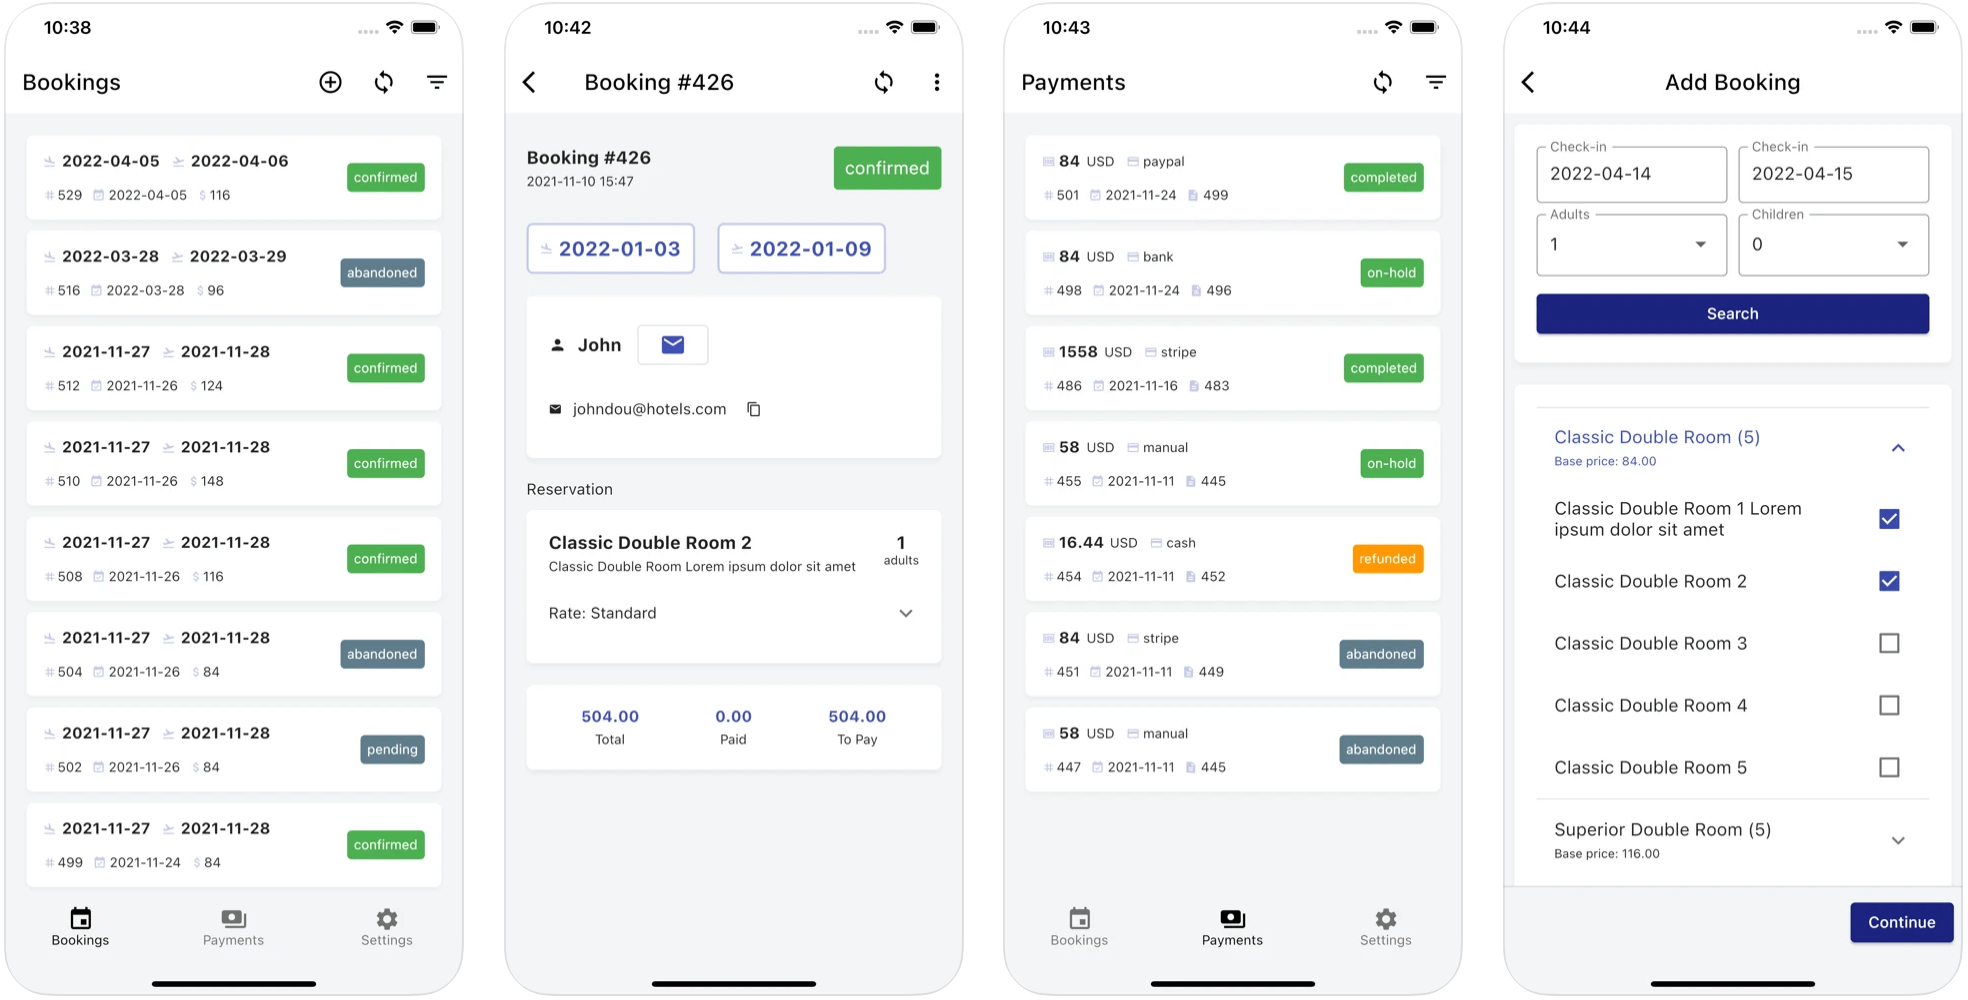 10:38
Bookings
2022-04-05 2022-04-06
confirmed
# 529 2022-04-05 $ 116
2022-03-28 2022-03-29
abandoned
# 516 2022-03-28 $ 96
2021-11-27 2021-11-28
confirmed
# 512 2021-11-26 $ 124
2021-11-27 2021-11-28
confirmed
# 510 2021-11-26 $ 148
2021-11-27 2021-11-28
confirmed
# 508 2021-11-26 $ 116
2021-11-27 2021-11-28
abandoned
# 504 2021-11-26 $ 84
2021-11-27 2021-11-28
pending
# 502 2021-11-26 $ 84
2021-11-27 2021-11-28
confirmed
# 499 2021-11-24 $ 84
Bookings Payments Settings
10:42
Booking #426
Booking #426
confirmed
2021-11-10 15:47
2022-01-03 2022-01-09
John
johndou@hotels.com
Reservation
Classic Double Room 2 1
Classic Double Room Lorem ipsum dolor sit amet adults
Rate: Standard
504.00 0.00 504.00
Total Paid To Pay
10:43
Payments
84 USD paypal
completed
# 501 2021-11-24 499
84 USD bank
on-hold
# 498 2021-11-24 496
1558 USD stripe
completed
# 486 2021-11-16 483
58 USD manual
on-hold
# 455 2021-11-11 445
16.44 USD cash
refunded
# 454 2021-11-11 452
84 USD stripe
abandoned
# 451 2021-11-11 449
58 USD manual
abandoned
# 447 2021-11-11 445
Bookings Payments Settings
10:44
Add Booking
Check-in Check-in
2022-04-14 2022-04-15
Adults Children
1 0
Search
Classic Double Room (5)
Base price: 84.00
Classic Double Room 1 Lorem
ipsum dolor sit amet
Classic Double Room 2
Classic Double Room 3
Classic Double Room 4
Classic Double Room 5
Superior Double Room (5)
Base price: 116.00
Continue